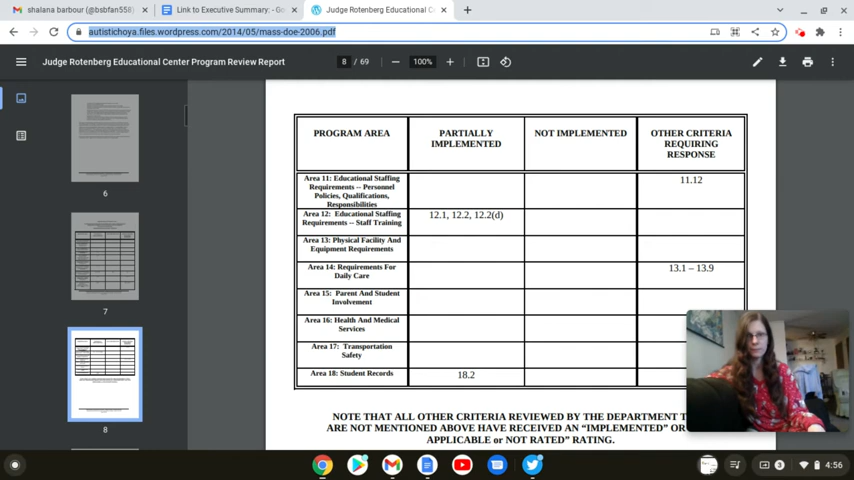 shalana barbour (@bsbfan558)
Link to Executive Summary: - Go
Judge Rotenberg Educational C
autistichoya.files.wordpress.com/2014/05/mass-doe-2006.pdf
Judge Rotenberg Educational Center Program Review Report
8 / 69
100%
6
7
8
PROGRAM AREA
PARTIALLY
IMPLEMENTED
NOT IMPLEMENTED
OTHER CRITERIA
REQUIRING
RESPONSE
Area 11: Educational Staffing
Requirements -- Personnel
Policies, Qualifications,
Responsibilities
11.12
Area 12: Educational Staffing
Requirements -- Staff Training
12.1, 12.2, 12.2(d)
Area 13: Physical Facility And
Equipment Requirements
Area 14: Requirements For
Daily Care
13.1 – 13.9
Area 15: Parent And Student
Involvement
Area 16: Health And Medical
Services
Area 17: Transportation
Safety
Area 18: Student Records
18.2
NOTE THAT ALL OTHER CRITERIA REVIEWED BY THE DEPARTMENT T
ARE NOT MENTIONED ABOVE HAVE RECEIVED AN “IMPLEMENTED” OR
APPLICABLE or NOT RATED” RATING.
3
4:56